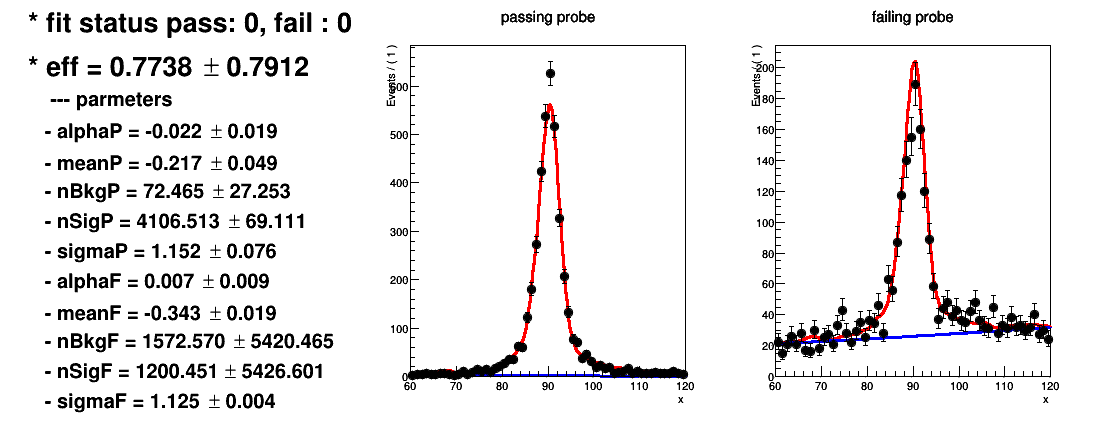 * fit status pass: 0, fail : 0
* eff = 0.7738 ± 0.7912
--- parmeters
- alphaP = -0.022 ± 0.019
- meanP = -0.217 ± 0.049
- nBkgP = 72.465 ± 27.253
- nSigP = 4106.513 ± 69.111
- sigmaP = 1.152 ± 0.076
- alphaF = 0.007 ± 0.009
- meanF = -0.343 ± 0.019
- nBkgF = 1572.570 ± 5420.465
- nSigF = 1200.451 ± 5426.601
- sigmaF = 1.125 ± 0.004
passing probe
Events / ( 1 )
600
500
400
300
200
100
0
60 70 80 90 100 110 120
x
failing probe
Events / ( 1 )
200
180
160
140
120
100
80
60
40
20
0
60 70 80 90 100 110 120
x